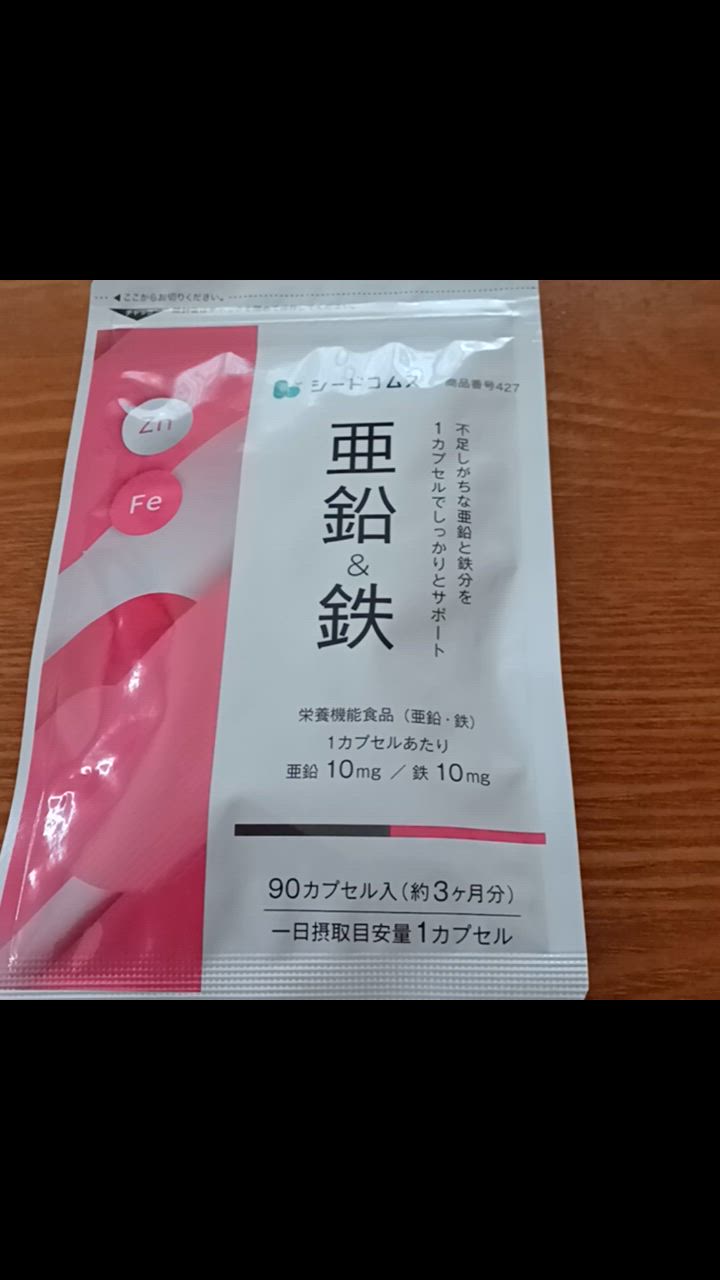 ここからお切りください。
Zn
Fe
シードコムス
商品番号427
亜鉛
&
鉄
不足しがちな亜鉛と鉄分を
1カプセルでしっかりとサポート
栄養機能食品(亜鉛・鉄)
1カプセルあたり
亜鉛 10mg / 鉄 10mg
90カプセル入(約3ヶ月分)
一日摂取目安量1カプセル